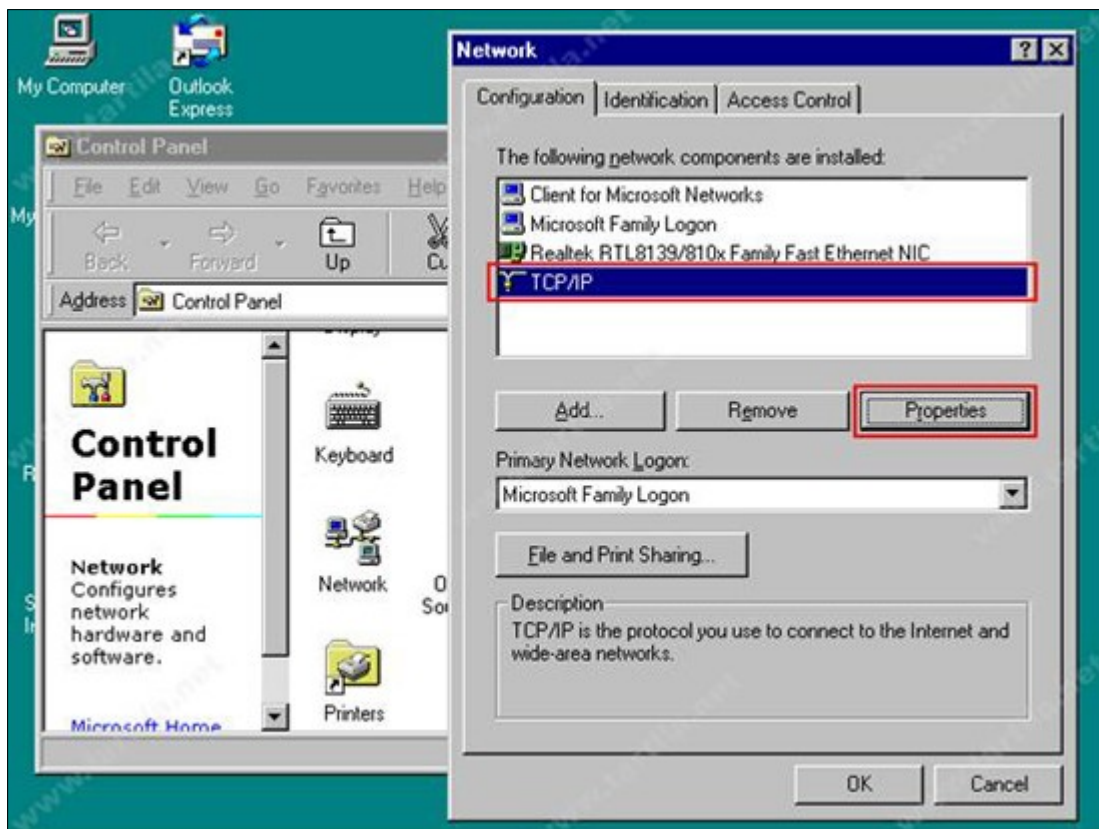 My Computer
Outlook
Express
Control Panel
File Edit View Go Favorites Help
Back Forward Up
Address Control Panel
Control
Panel
Network
Configures
network
hardware and
software.
Microsoft Home
Keyboard
Network
Printers
Network
Configuration Identification Access Control
The following network components are installed:
Client for Microsoft Networks
Microsoft Family Logon
Realtek RTL8139/810x Family Fast Ethernet NIC
TCP/IP
Add... Remove Properties
Primary Network Logon:
Microsoft Family Logon
File and Print Sharing...
Description
TCP/IP is the protocol you use to connect to the Internet and
wide-area networks.
OK Cancel